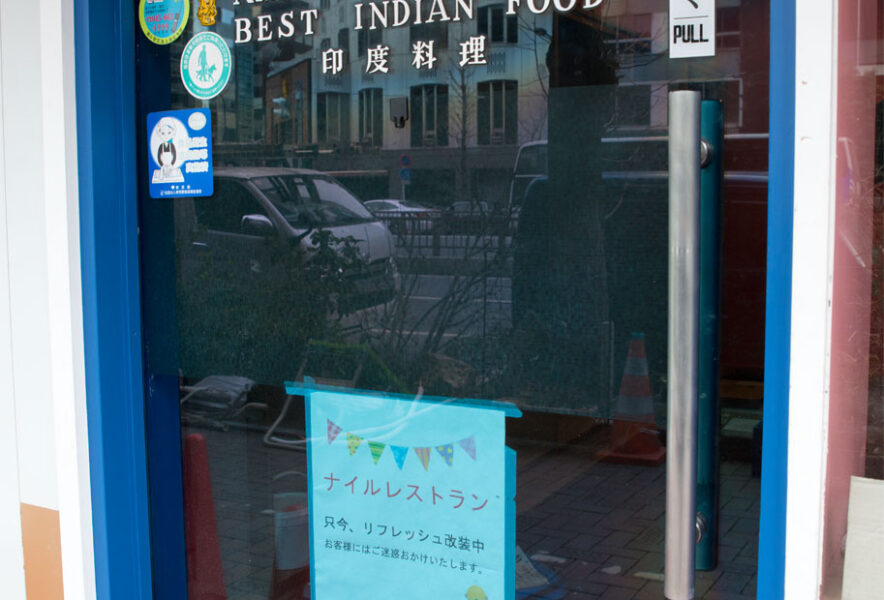 BEST INDIAN FOOD
印度料理
PULL
ナイルレストラン
只今、リフレッシュ改装中
お客様にはご迷惑おかけいたします。